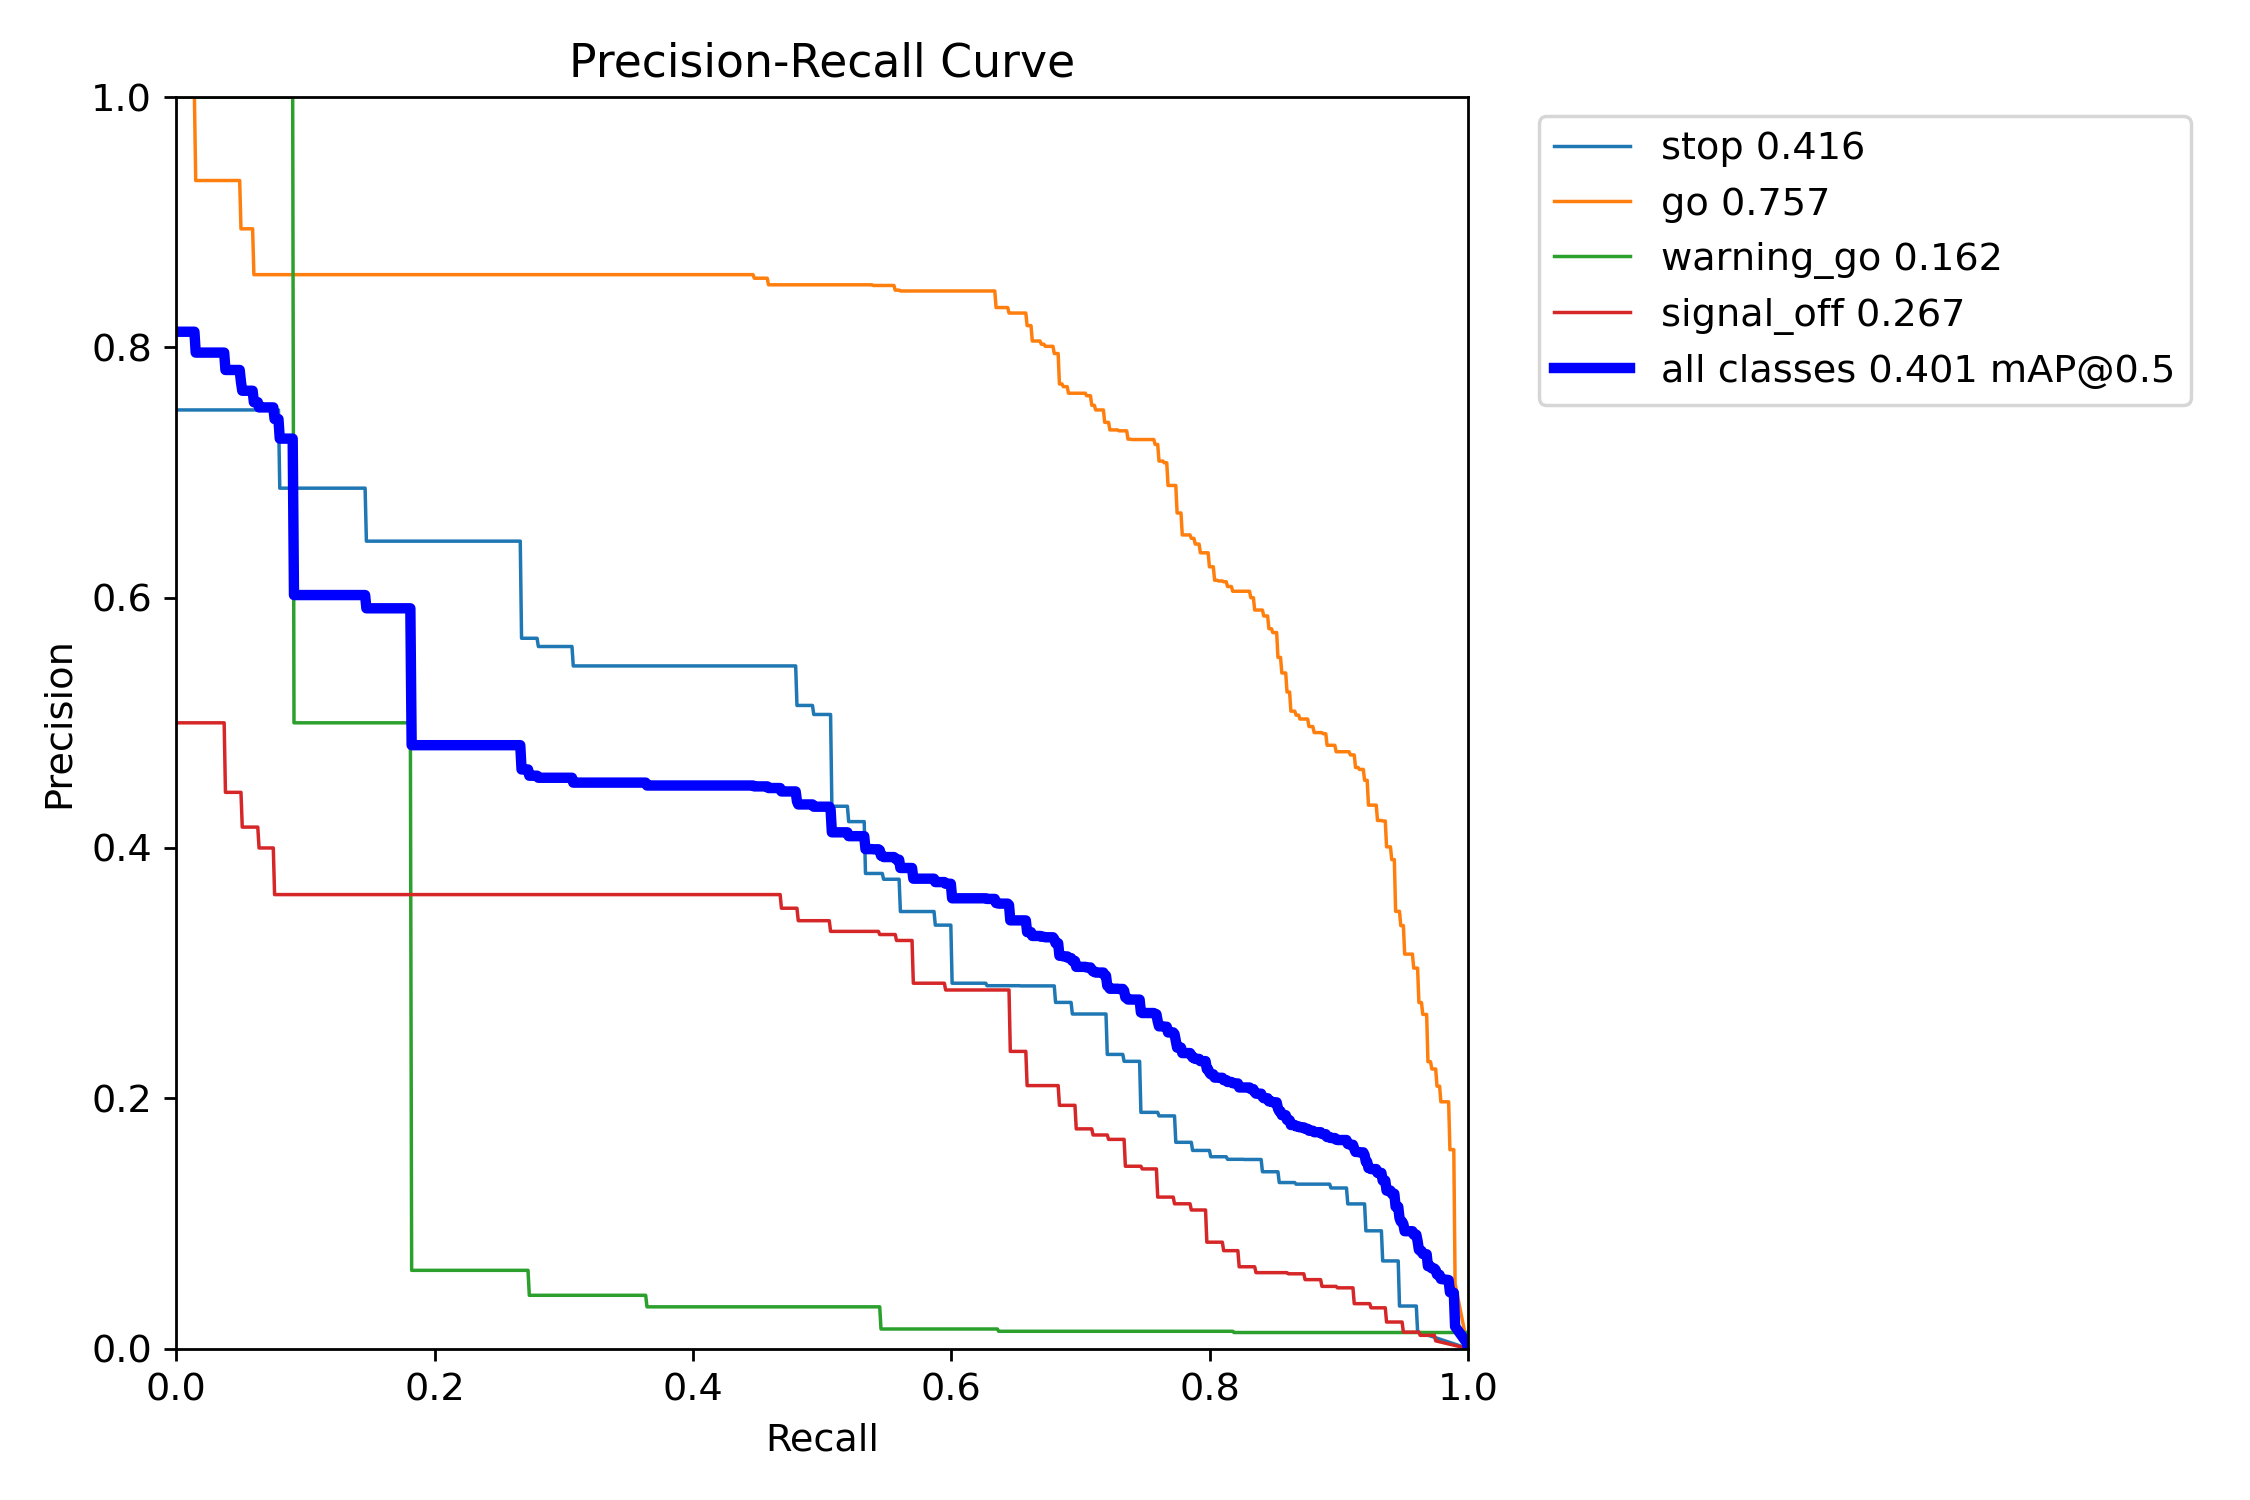 Precision-Recall Curve
1.0
0.8
0.6
0.4
0.2
0.0
Precision
0.0 0.2 0.4 0.6 0.8 1.0
Recall
stop 0.416
go 0.757
warning_go 0.162
signal_off 0.267
all classes 0.401 mAP@0.5